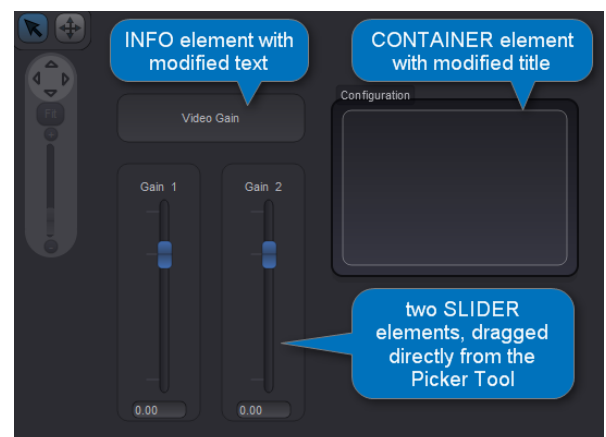 INFO element with
modified text
CONTAINER element
with modified title
Configuration
Video Gain
Gain 1
Gain 2
two SLIDER
elements, dragged
directly from the
Picker Tool
0.00
0.00